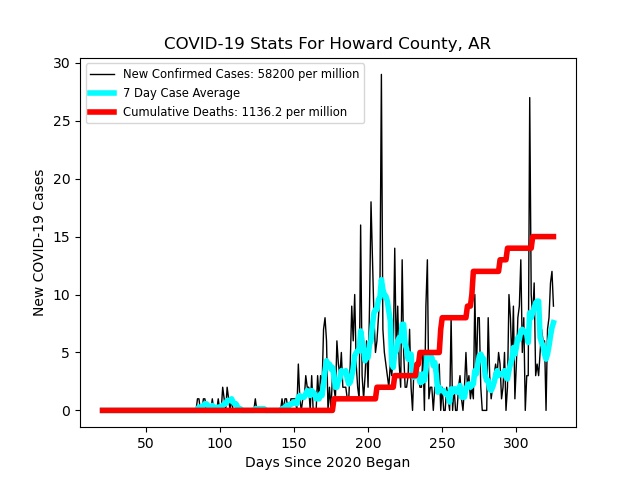 COVID-19 Stats For Howard County, AR
New Confirmed Cases: 58200 per million
7 Day Case Average
Cumulative Deaths: 1136.2 per million
30
25
20
15
10
5
0
New COVID-19 Cases
50 100 150 200 250 300
Days Since 2020 Began